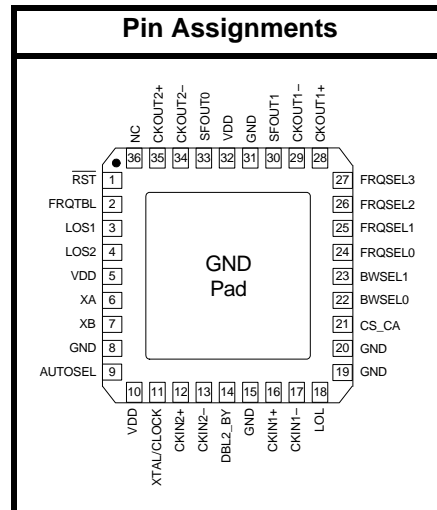 Pin Assignments
NC
CKOUT2+
CKOUT2–
SFOUT0
VDD
GND
SFOUT1
CKOUT1–
CKOUT1+
36 35 34 33 32 31 30 29 28
RST 1
FRQTBL 2
LOS1 3
LOS2 4
VDD 5
XA 6
XB 7
GND 8
AUTOSEL 9
GND
Pad
27 FRQSEL3
26 FRQSEL2
25 FRQSEL1
24 FRQSEL0
23 BWSEL1
22 BWSEL0
21 CS_CA
20 GND
19 GND
10 11 12 13 14 15 16 17 18
VDD
XTAL/CLOCK
CKIN2+
CKIN2–
DBL2_BY
GND
CKIN1+
CKIN1–
LOL